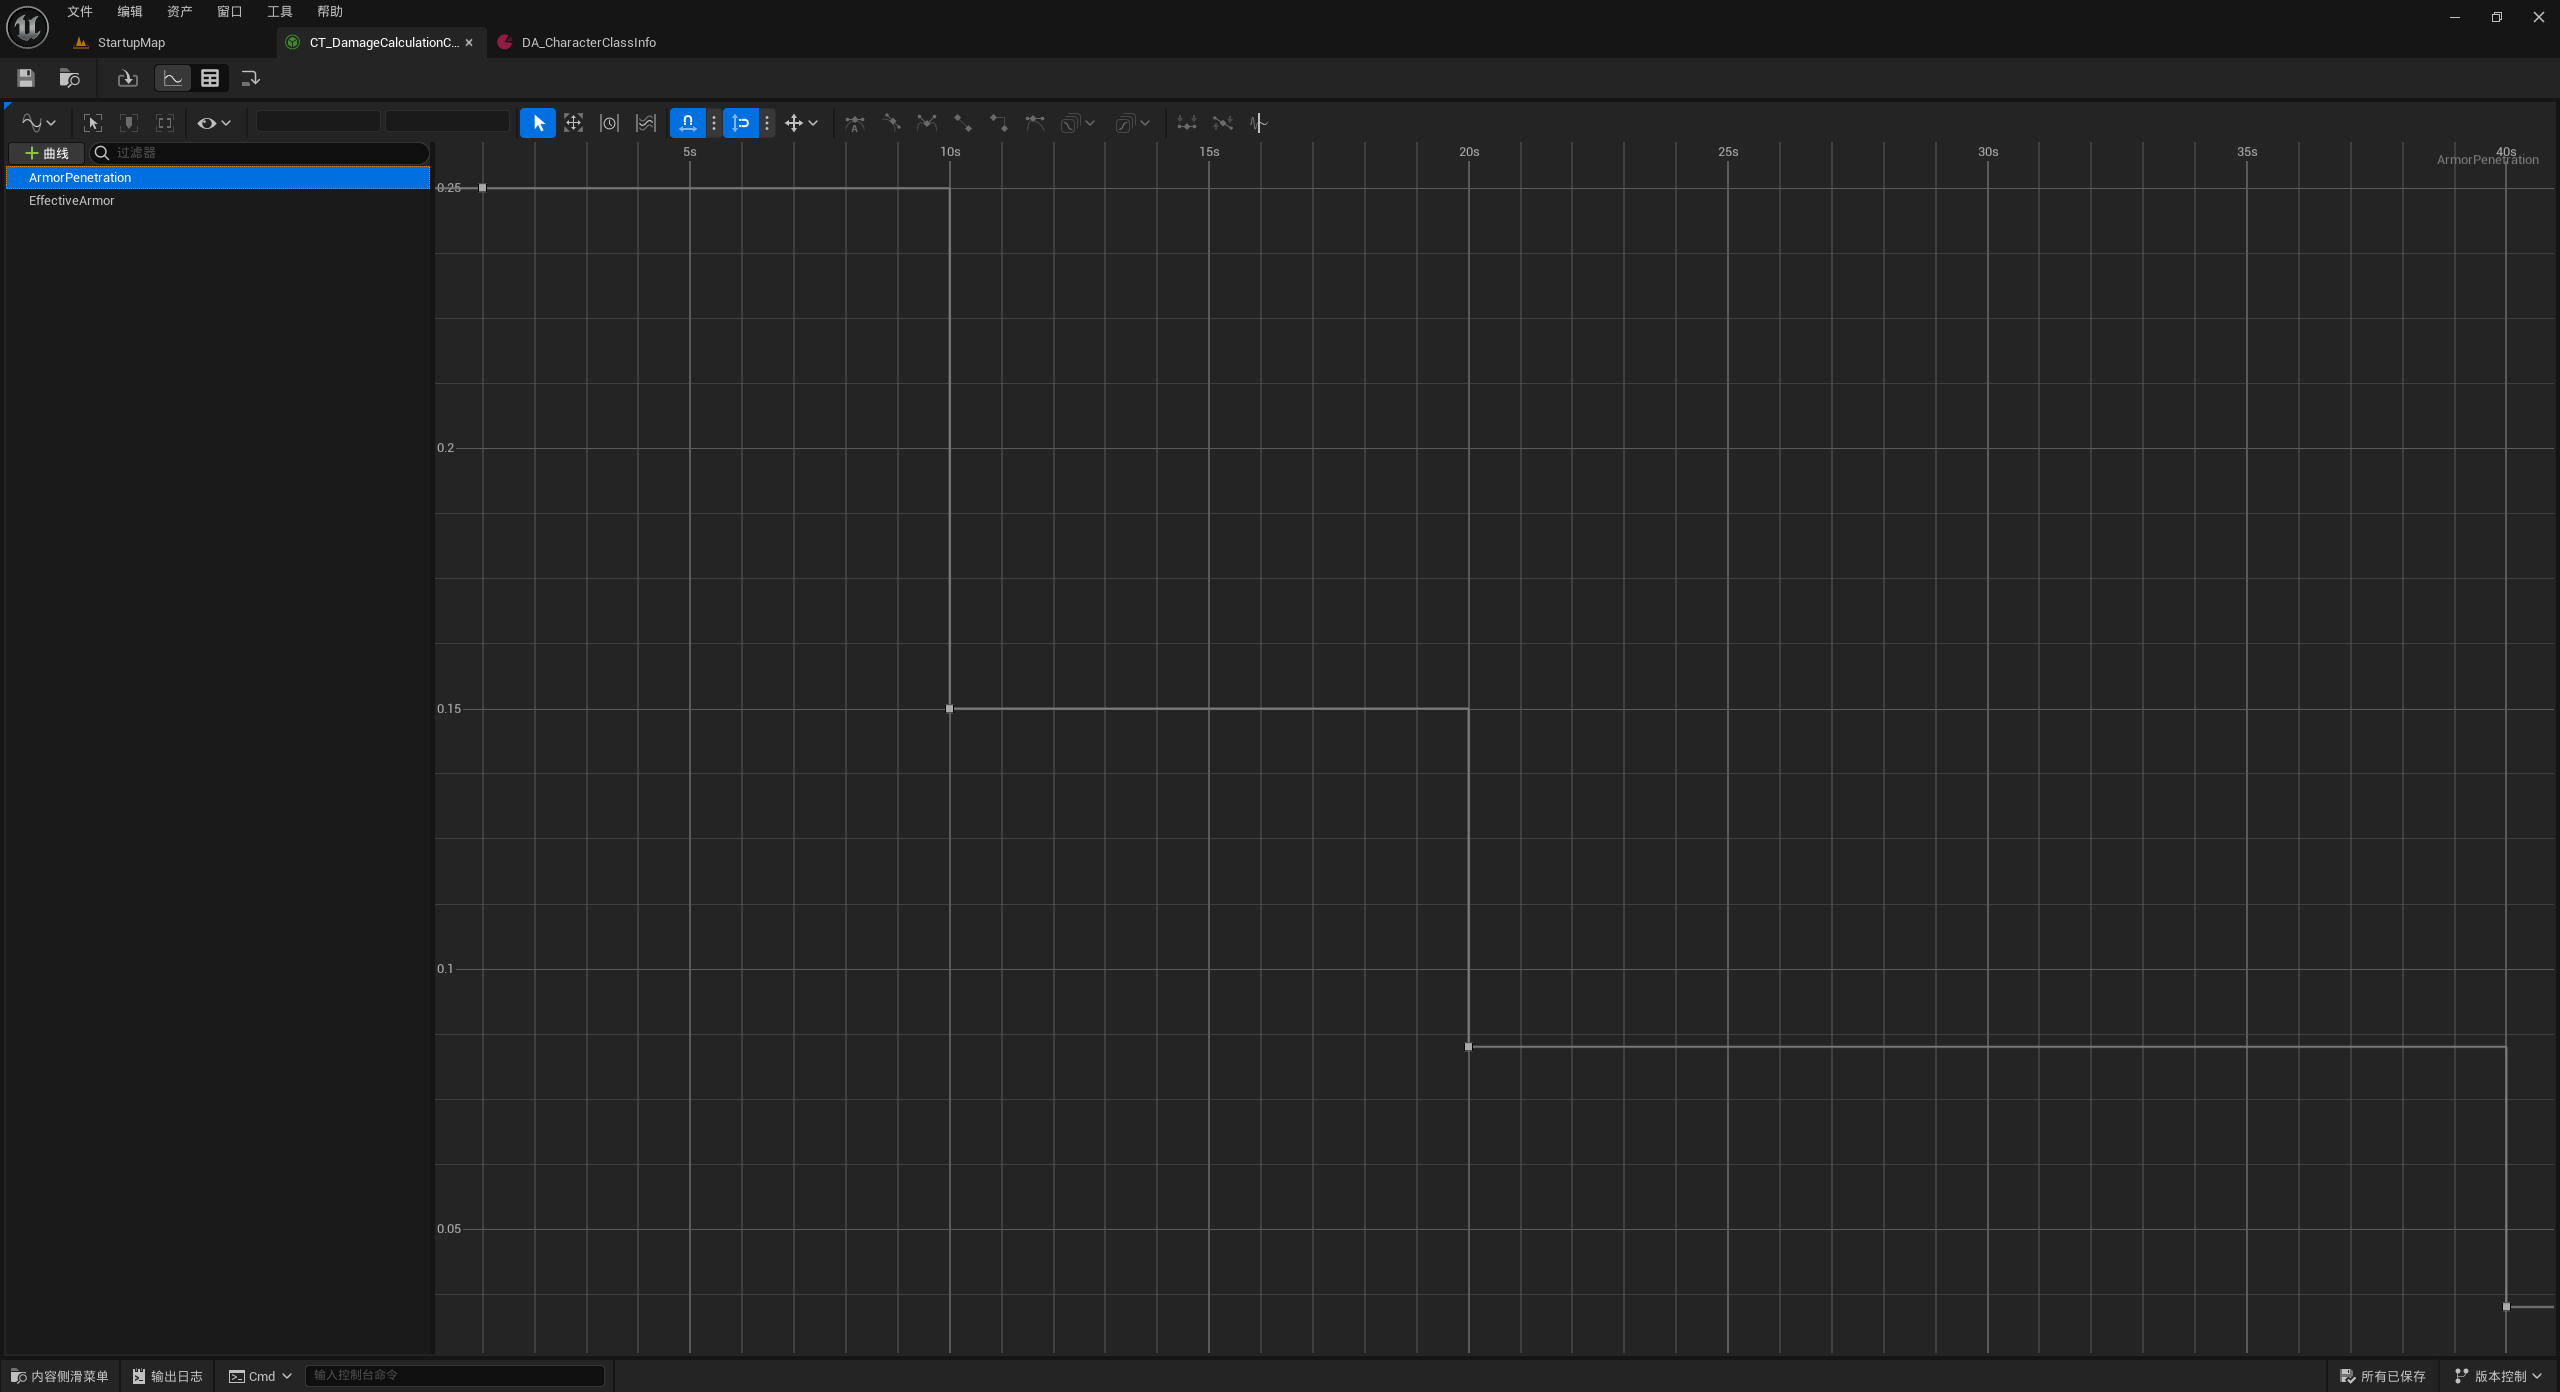 文件 编辑 资产 窗口 工具 帮助
StartupMap CT_DamageCalculationC... DA_CharacterClassInfo
曲线 过滤器
ArmorPenetration
EffectiveArmor
5s 10s 15s 20s 25s 30s 35s 40s
ArmorPenetration
0.25
0.2
0.15
0.1
0.05
内容侧滑菜单 输出日志 Cmd 输入控制台命令 所有已保存 版本控制